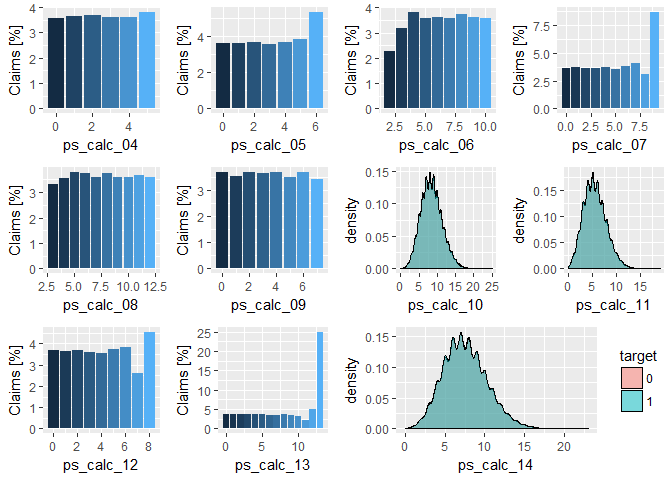 Claims [%]
4
3
2
1
0
0 2 4
ps_calc_04
Claims [%]
5
4
3
2
1
0
0 2 4 6
ps_calc_05
Claims [%]
4
3
2
1
0
2.5 5.0 7.5 10.0
ps_calc_06
Claims [%]
7.5
5.0
2.5
0.0
0.0 2.5 5.0 7.5
ps_calc_07
Claims [%]
3
2
1
0
2.5 5.0 7.5 10.0 12.5
ps_calc_08
Claims [%]
3
2
1
0
0 2 4 6
ps_calc_09
density
0.15
0.10
0.05
0.00
0 5 10 15 20 25
ps_calc_10
density
0.15
0.10
0.05
0.00
0 5 10 15
ps_calc_11
Claims [%]
4
3
2
1
0
0 2 4 6 8
ps_calc_12
Claims [%]
25
20
15
10
5
0
0 5 10
ps_calc_13
density
0.15
0.10
0.05
0.00
0 5 10 15 20
ps_calc_14
target
0
1